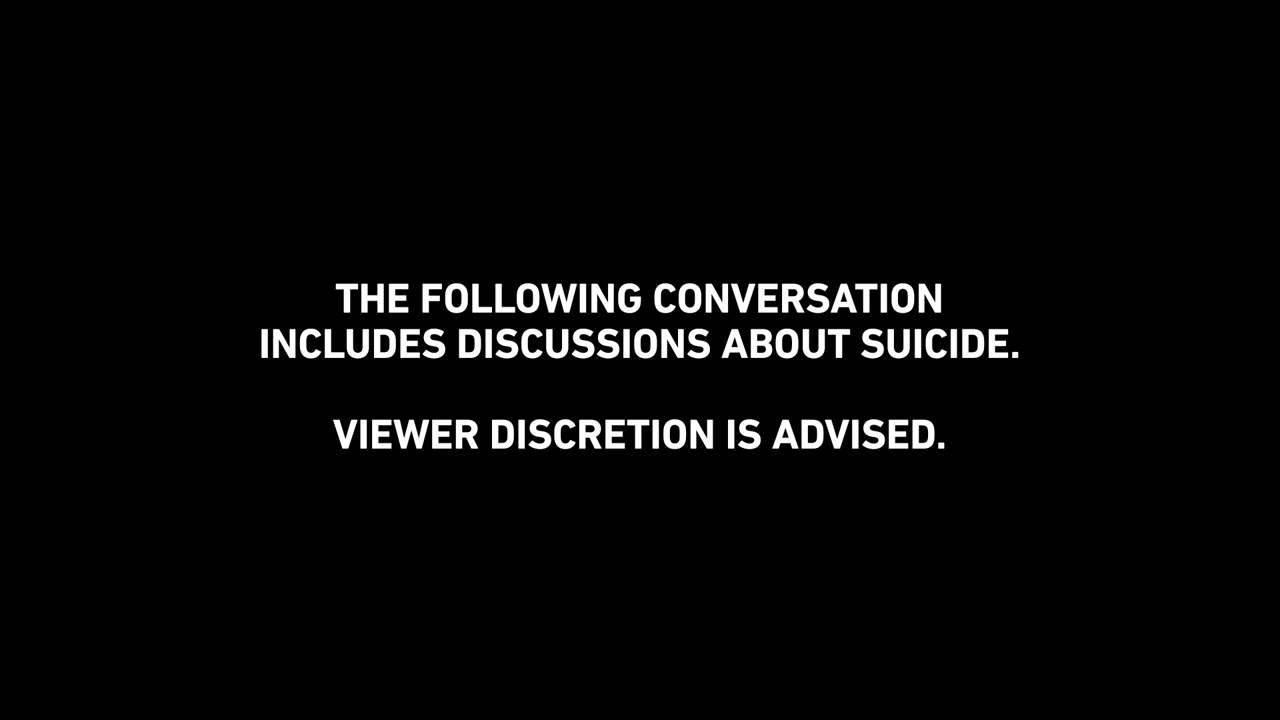 THE FOLLOWING CONVERSATION
INCLUDES DISCUSSIONS ABOUT SUICIDE.
VIEWER DISCRETION IS ADVISED.